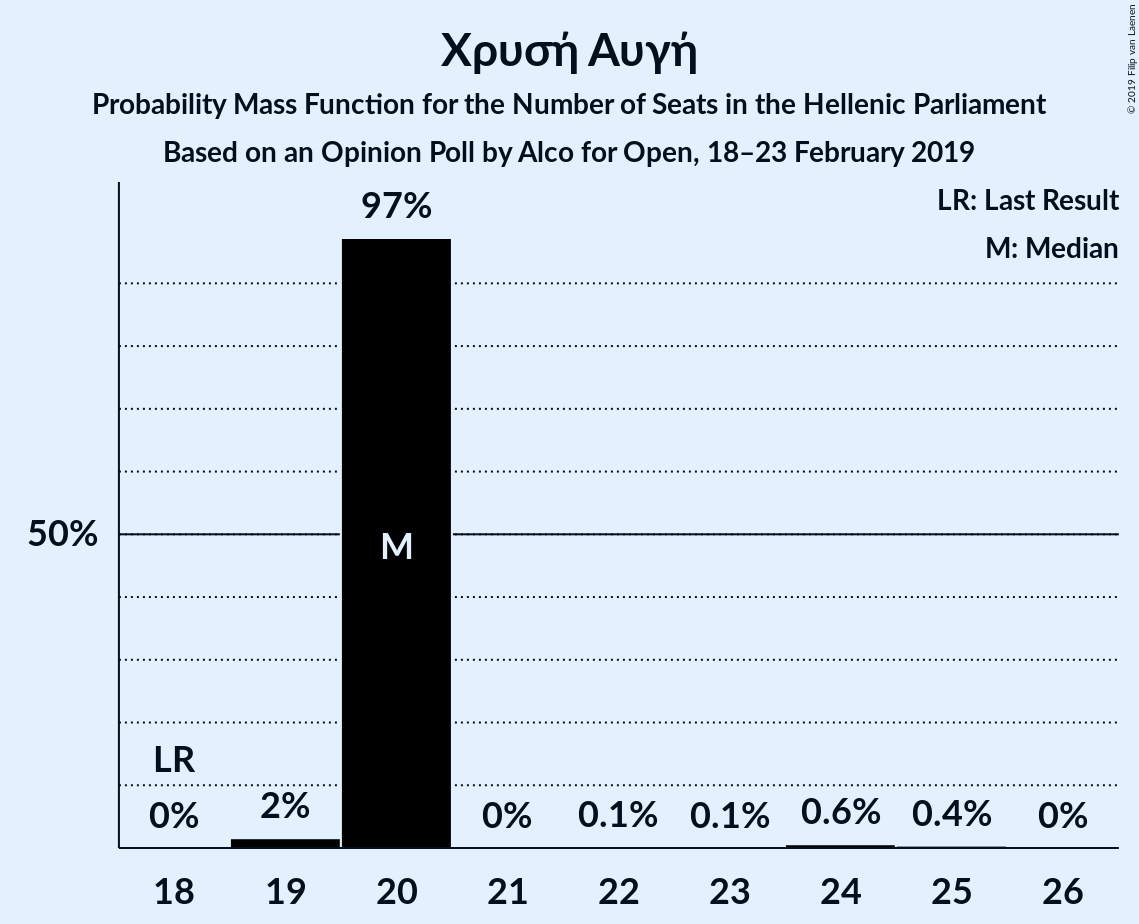 Χρυσή Αυγή
Probability Mass Function for the Number of Seats in the Hellenic Parliament
Based on an Opinion Poll by Alco for Open, 18–23 February 2019
© 2019 Filip van Laenen
LR: Last Result
M: Median
97%
50%
M
LR
0%
2%
0%
0.1%
0.1%
0.6%
0.4%
0%
18 19 20 21 22 23 24 25 26